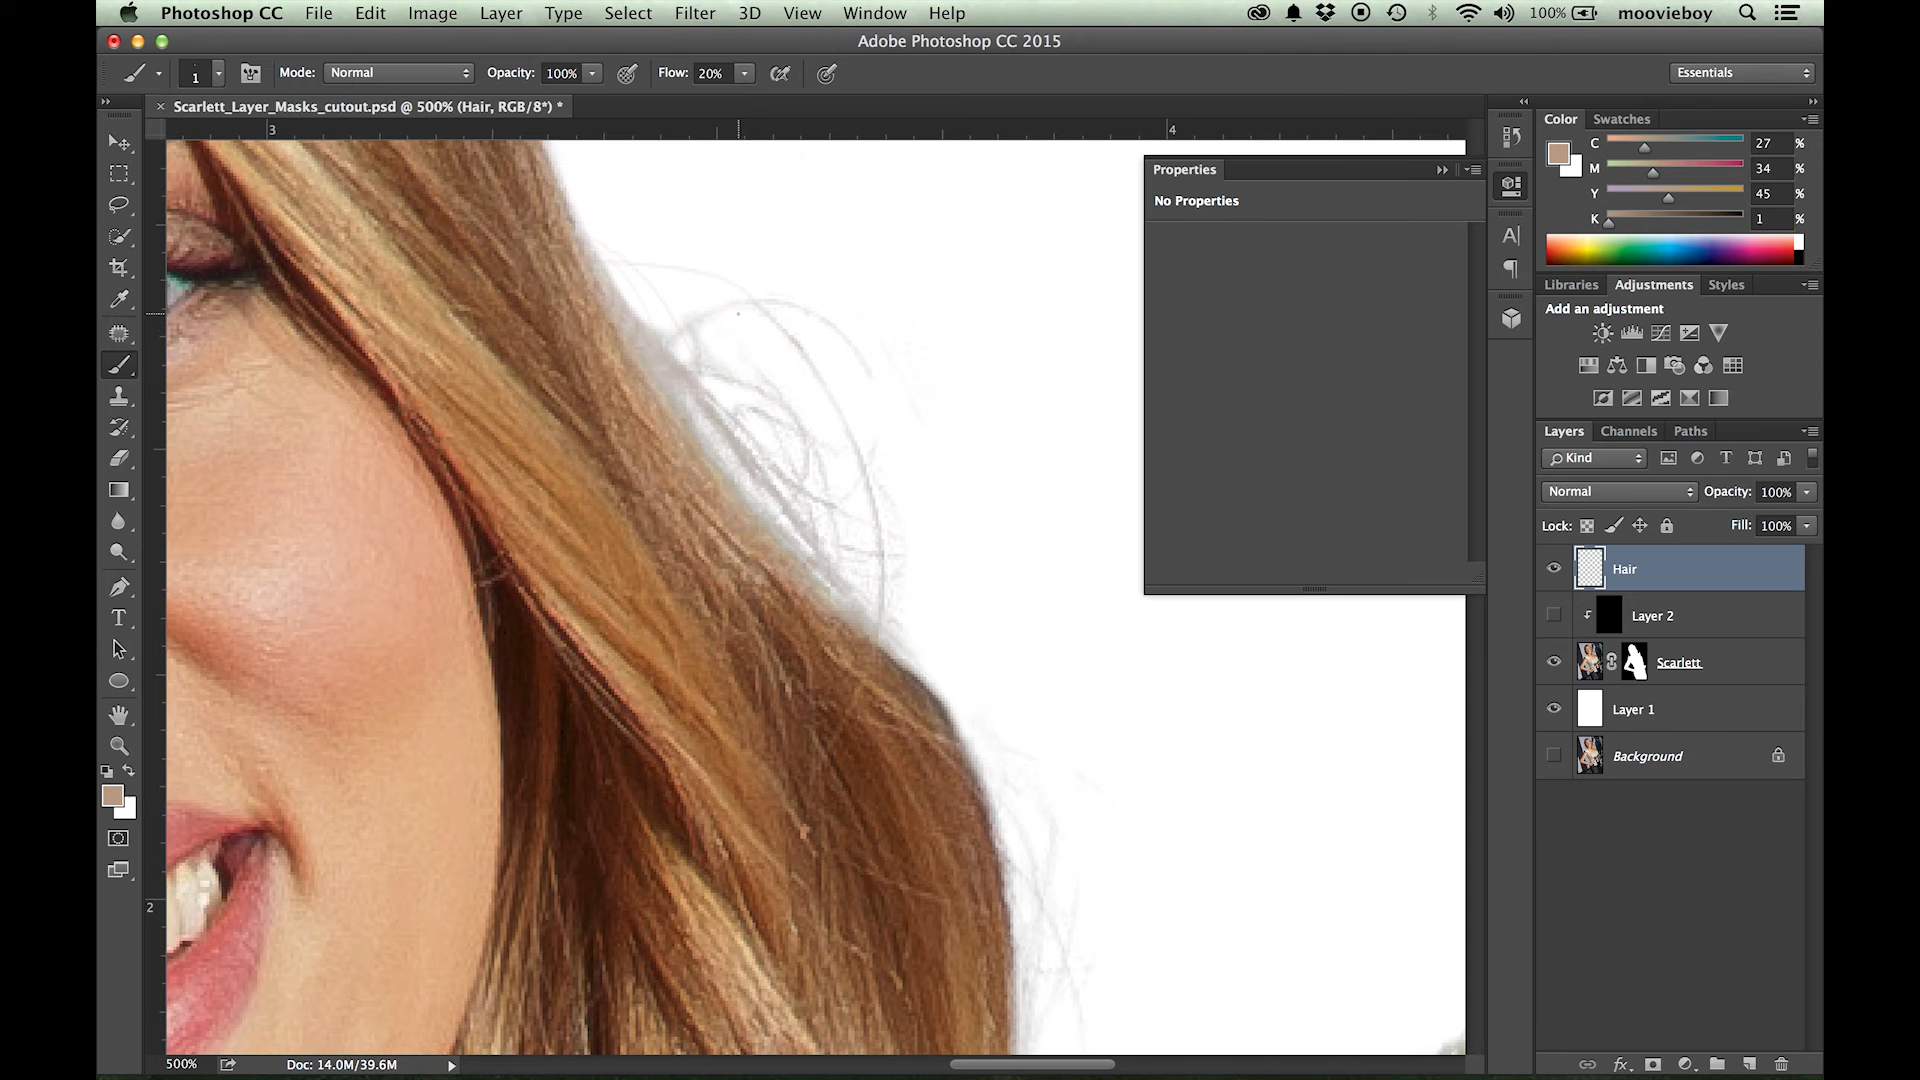 Photoshop CC File Edit Image Layer Type Select Filter 3D View Window Help 100% moovieboy
Adobe Photoshop CC 2015
1 Mode: Normal Opacity: 100% Flow: 20% Essentials
Scarlett_Layer_Masks_cutout.psd @ 500% (Hair, RGB/8*) *
3 4
Color Swatches
C 27 %
M 34 %
Y 45 %
K 1 %
Properties
No Properties
Libraries Adjustments Styles
Add an adjustment
Layers Channels Paths
Kind
Normal Opacity: 100%
Lock: Fill: 100%
Hair
Layer 2
Scarlett
Layer 1
Background
2
500% Doc: 14.0M/39.6M